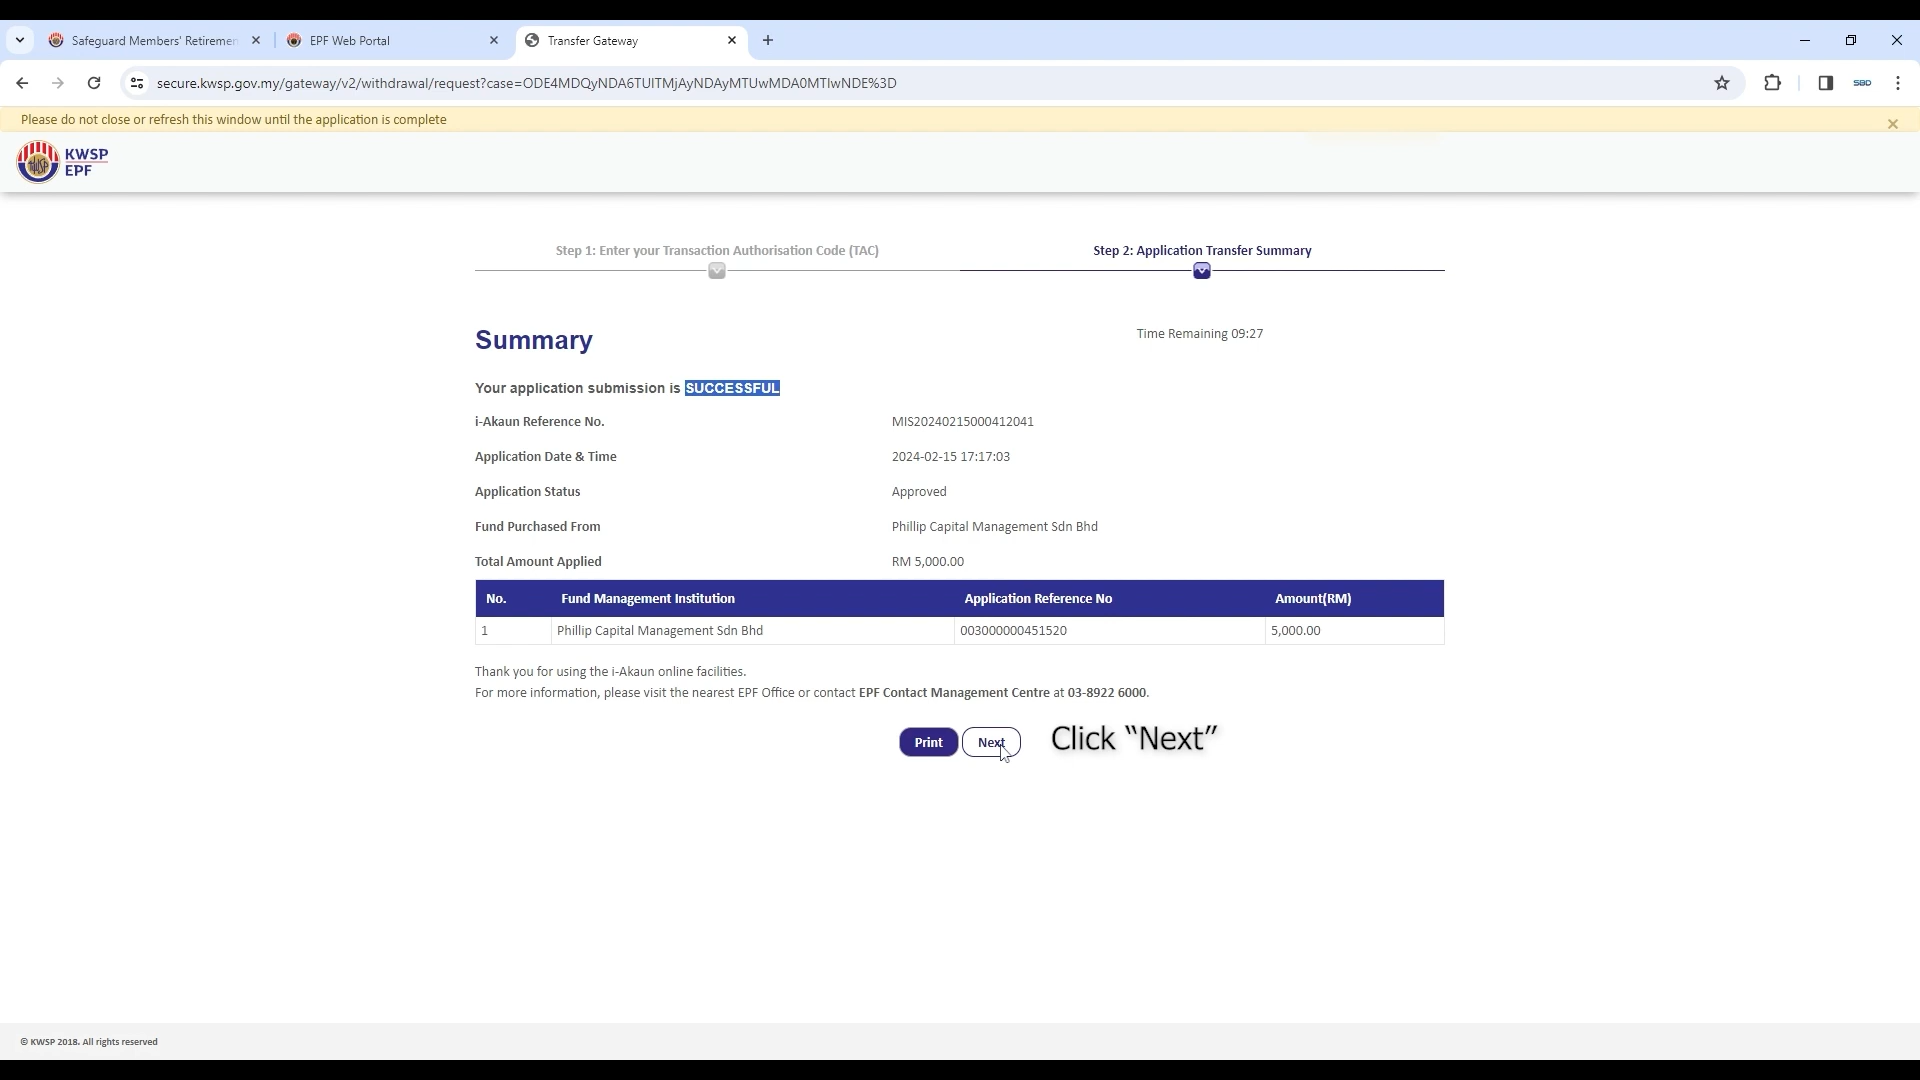 Safeguard Members' Retiremen
EPF Web Portal
Transfer Gateway
secure.kwsp.gov.my/gateway/v2/withdrawal/request?case=ODE4MDQyNDA6TUlTMjAyNDAyMTUwMDA0MTIwNDE%3D
SBD
Please do not close or refresh this window until the application is complete
KWSP
EPF
Step 1: Enter your Transaction Authorisation Code (TAC)
Step 2: Application Transfer Summary
Summary
Time Remaining 09:27
Your application submission is SUCCESSFUL
i-Akaun Reference No. MIS20240215000412041
Application Date & Time 2024-02-15 17:17:03
Application Status Approved
Fund Purchased From Phillip Capital Management Sdn Bhd
Total Amount Applied RM 5,000.00
No. Fund Management Institution Application Reference No Amount(RM)
1 Phillip Capital Management Sdn Bhd 003000000451520 5,000.00
Thank you for using the i-Akaun online facilities.
For more information, please visit the nearest EPF Office or contact EPF Contact Management Centre at 03-8922 6000.
Print Next Click “Next”
© KWSP 2018. All rights reserved